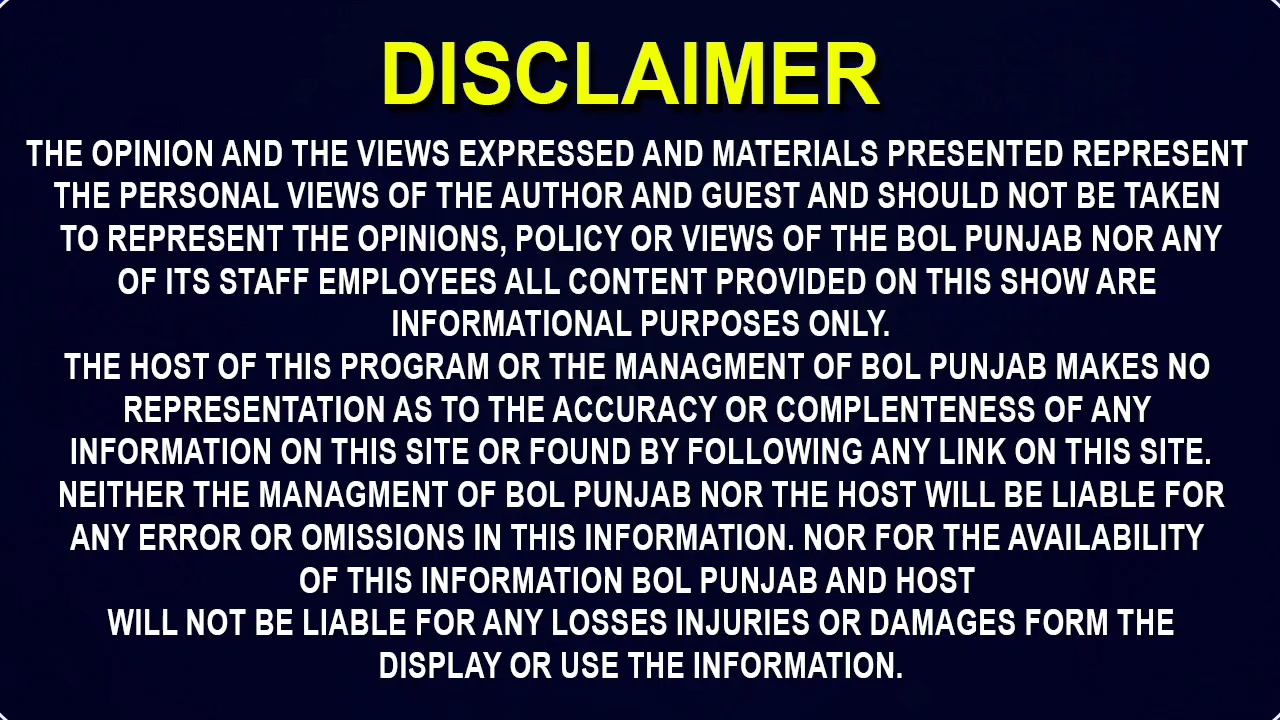 DISCLAIMER
THE OPINION AND THE VIEWS EXPRESSED AND MATERIALS PRESENTED REPRESENT
THE PERSONAL VIEWS OF THE AUTHOR AND GUEST AND SHOULD NOT BE TAKEN
TO REPRESENT THE OPINIONS, POLICY OR VIEWS OF THE BOL PUNJAB NOR ANY
OF ITS STAFF EMPLOYEES ALL CONTENT PROVIDED ON THIS SHOW ARE
INFORMATIONAL PURPOSES ONLY.
THE HOST OF THIS PROGRAM OR THE MANAGMENT OF BOL PUNJAB MAKES NO
REPRESENTATION AS TO THE ACCURACY OR COMPLENTENESS OF ANY
INFORMATION ON THIS SITE OR FOUND BY FOLLOWING ANY LINK ON THIS SITE.
NEITHER THE MANAGMENT OF BOL PUNJAB NOR THE HOST WILL BE LIABLE FOR
ANY ERROR OR OMISSIONS IN THIS INFORMATION. NOR FOR THE AVAILABILITY
OF THIS INFORMATION BOL PUNJAB AND HOST
WILL NOT BE LIABLE FOR ANY LOSSES INJURIES OR DAMAGES FORM THE
DISPLAY OR USE THE INFORMATION.